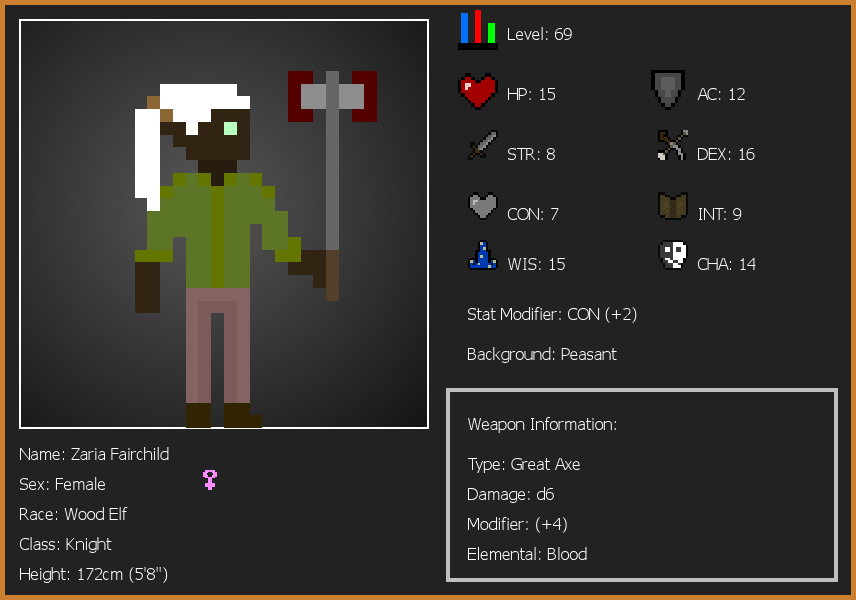 Level: 69
HP: 15
AC: 12
STR: 8
DEX: 16
CON: 7
INT: 9
WIS: 15
CHA: 14
Stat Modifier: CON (+2)
Background: Peasant
Weapon Information:
Type: Great Axe
Damage: d6
Modifier: (+4)
Elemental: Blood
Name: Zaria Fairchild
Sex: Female
Race: Wood Elf
Class: Knight
Height: 172cm (5'8")